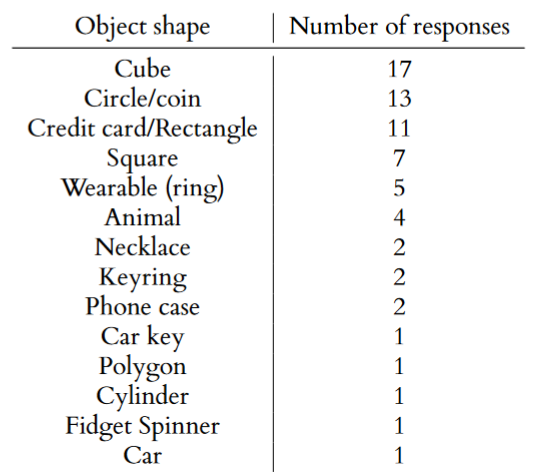 Object shape Number of responses
Cube 17
Circle/coin 13
Credit card/Rectangle 11
Square 7
Wearable (ring) 5
Animal 4
Necklace 2
Keyring 2
Phone case 2
Car key 1
Polygon 1
Cylinder 1
Fidget Spinner 1
Car 1